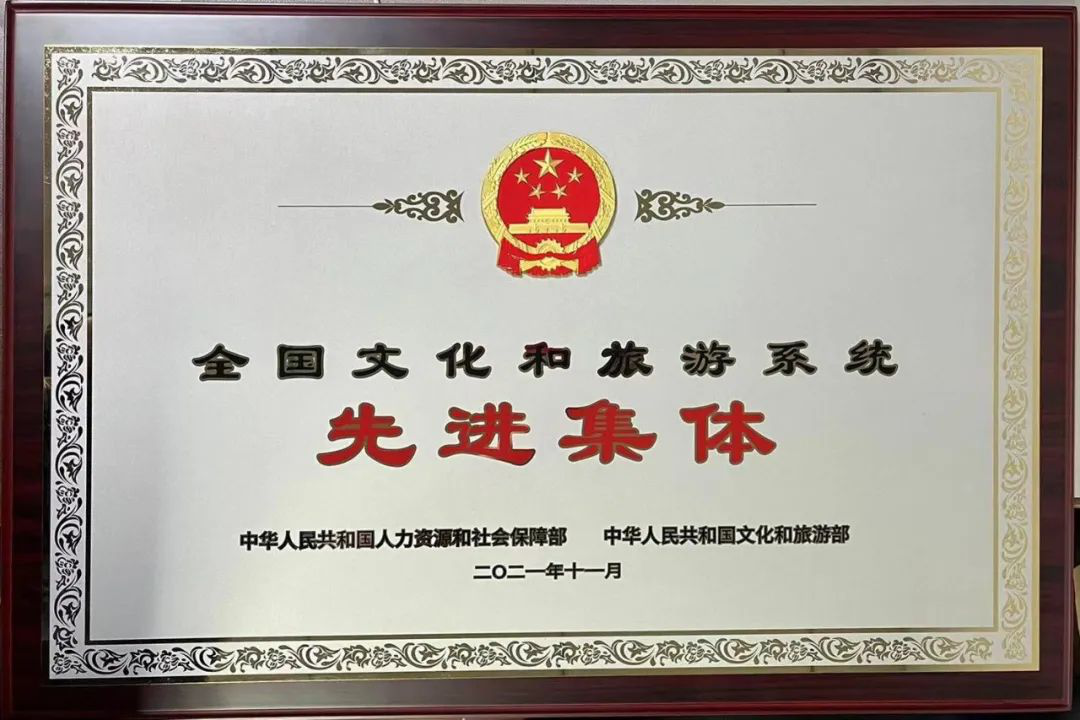 全国文化和旅游系统
先进集体
中华人民共和国人力资源和社会保障部 中华人民共和国文化和旅游部
二〇二一年十一月